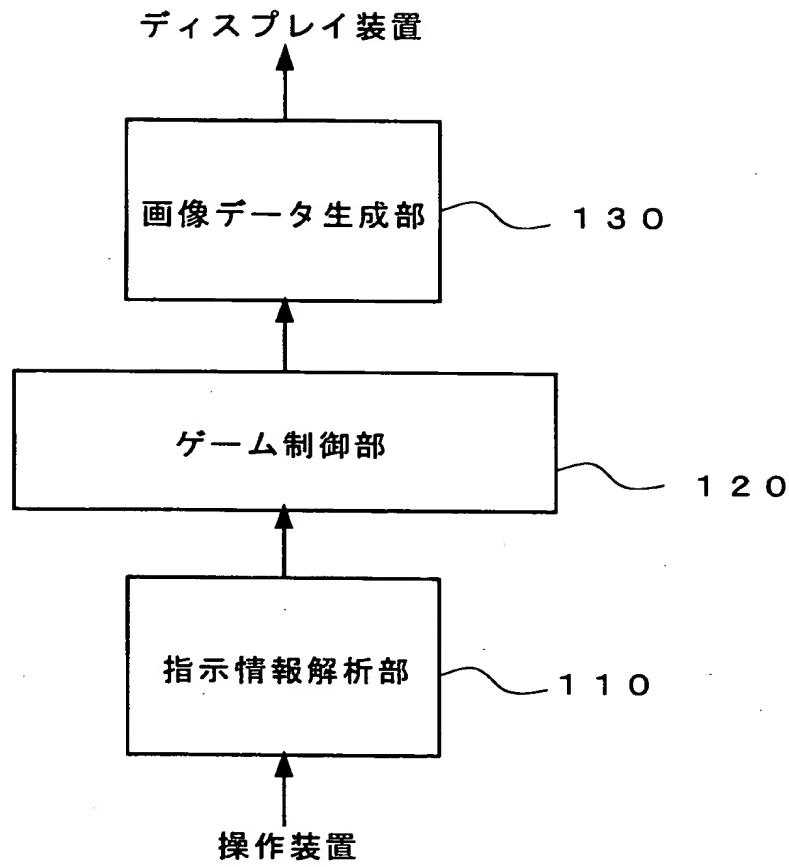 ディスプレイ装置
画像データ生成部
130
ゲーム制御部
120
指示情報解析部
110
操作装置